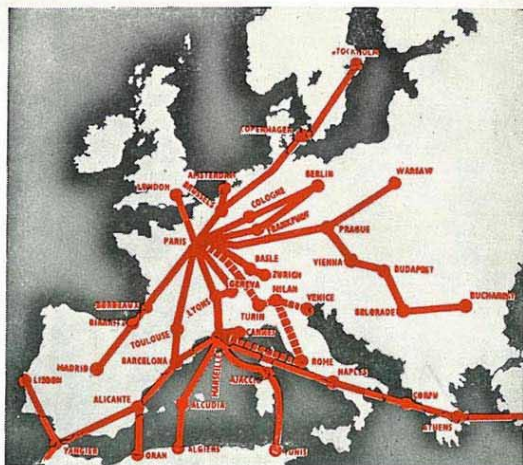 STOCKHOLM
COPENHAGEN
AMSTERDAM
BERLIN
WARSAW
LONDON
BRUSSELS
COLOGNE
FRANKFURT
PRAGUE
PARIS
BASLE
ZURICH
VIENNA
BUDAPEST
GENEVA
MILAN
LYONS
VENICE
BUCHAREST
BORDEAUX
BIARRITZ
TURIN
BELGRADE
TOULOUSE
CANNES
MADRID
BARCELONA
MARSEILLE
ROME
AJACCIO
NAPLES
LISBON
ALICANTE
ALCUDIA
CORFU
ATHENS
TANGIER
ORAN
ALGIERS
TUNIS